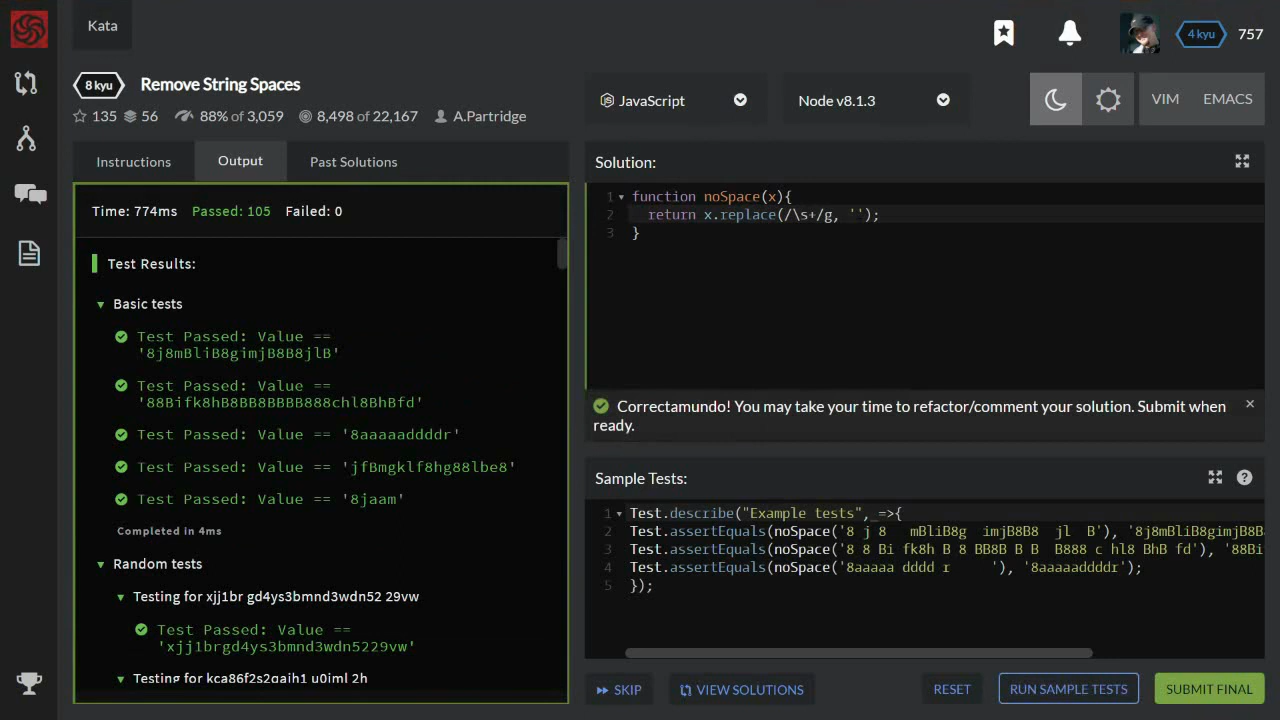 Kata
4 kyu
757
8 kyu
Remove String Spaces
135
56
88% of 3,059
8,498 of 22,167
A.Partridge
JavaScript
Node v8.1.3
VIM
EMACS
Instructions
Output
Past Solutions
Time: 774ms
Passed: 105
Failed: 0
Test Results:
Basic tests
Test Passed: Value ==
'8j8mBliB8gimjB8B8jlB'
Test Passed: Value ==
'88Bifk8hB8BB8BBBB888chl8BhBfd'
Test Passed: Value == '8aaaaaddddr'
Test Passed: Value == 'jfBmgklf8hg88lbe8'
Test Passed: Value == '8jaam'
Completed in 4ms
Random tests
Testing for xjj1br gd4ys3bmnd3wdn52 29vw
Test Passed: Value ==
'xjj1brgd4ys3bmnd3wdn5229vw'
Solution:
1 function noSpace(x){
2 return x.replace(/\s+/g, '');
3 }
Correctamundo! You may take your time to refactor/comment your solution. Submit when
ready.
Sample Tests:
1 Test.describe("Example tests",_=>{
2 Test.assertEquals(noSpace('8 j 8   mBliB8g  imjB8B8  jl  B'), '8j8mBliB8gimjB8B
3 Test.assertEquals(noSpace('8 8 Bi fk8h B 8 BB8B B B  B888 c hl8 BhB fd'), '88Bi
4 Test.assertEquals(noSpace('8aaaaa dddd r     '), '8aaaaaddddr');
5 });
SKIP
VIEW SOLUTIONS
RESET
RUN SAMPLE TESTS
SUBMIT FINAL